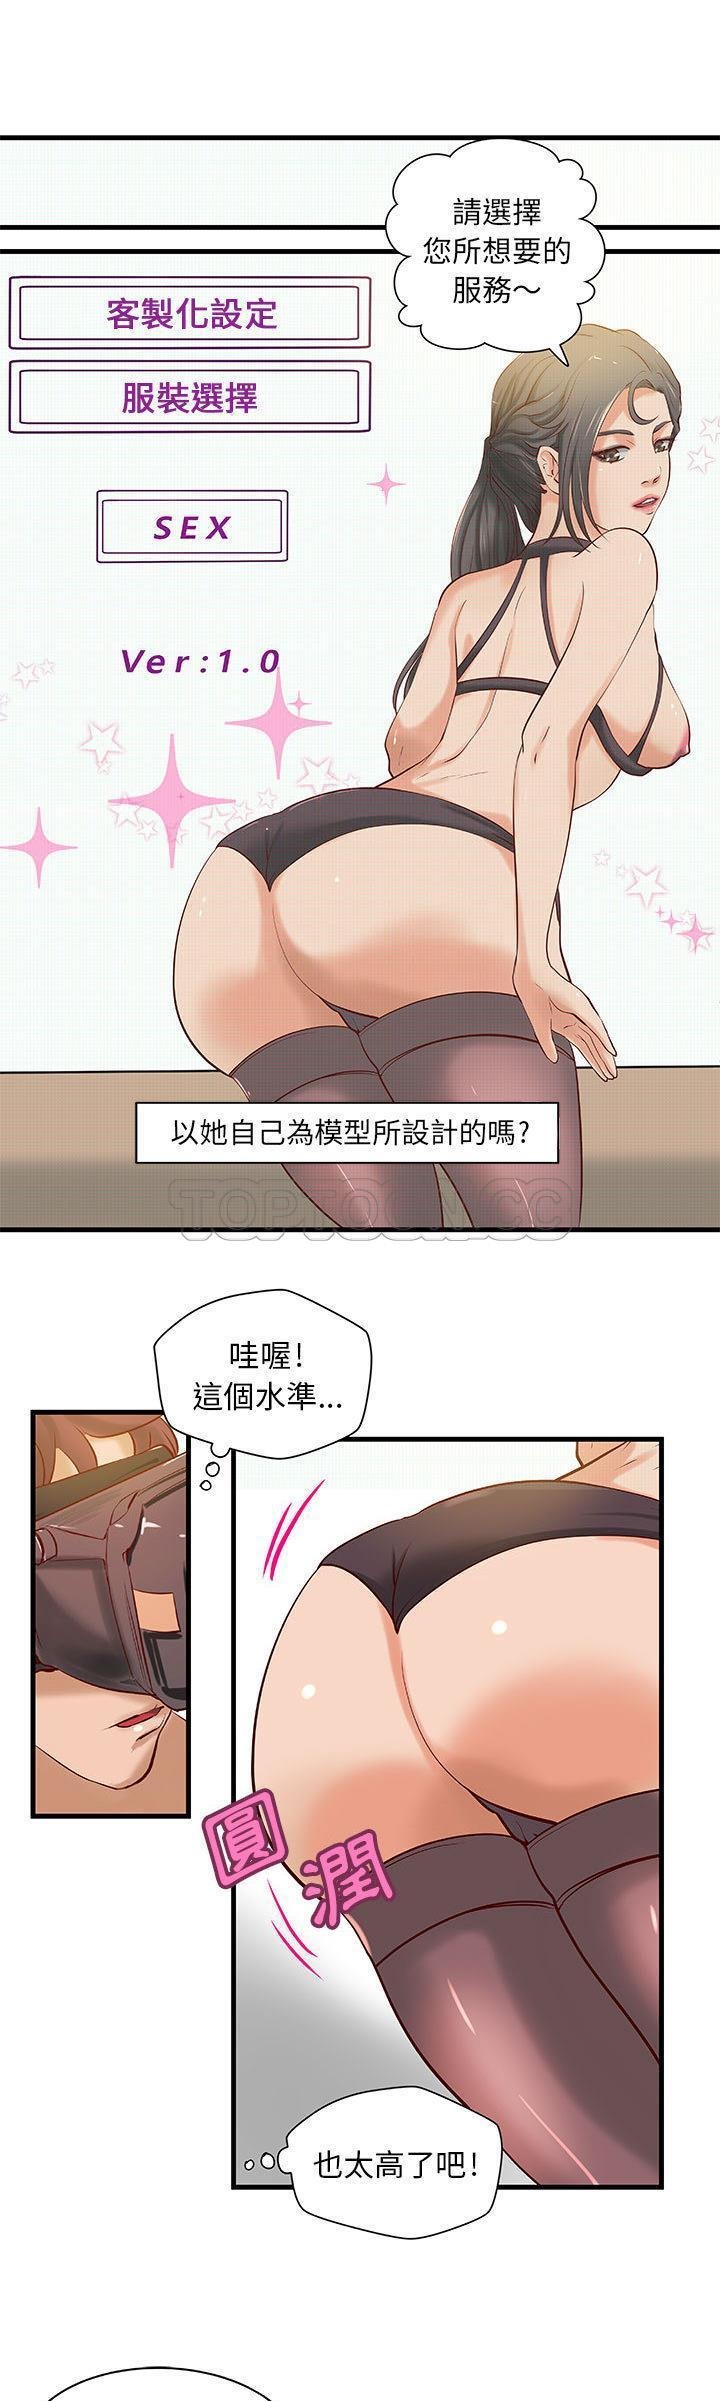 請選擇
您所想要的
服務～
客製化設定
服裝選擇
SEX
Ver:1.0
以她自己為模型所設計的嗎?
TOPTOON.CC
哇喔!
這個水準...
圓潤
也太高了吧!